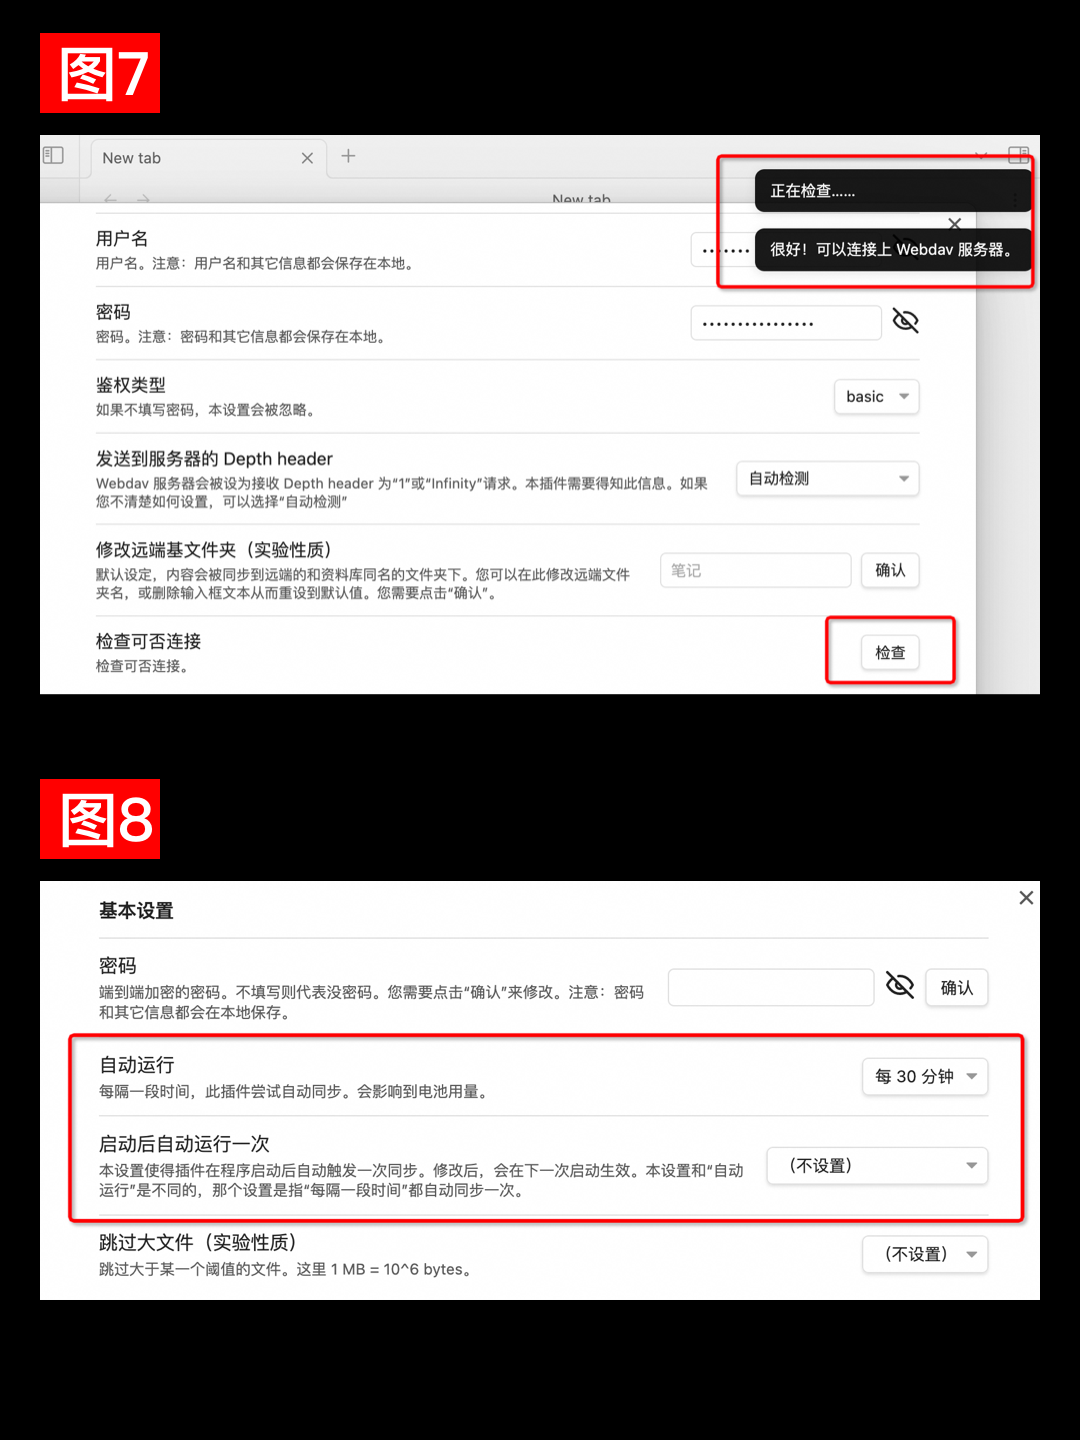 图7
New tab
New tab
正在检查......
很好！可以连接上 Webdav 服务器。
用户名
用户名。注意：用户名和其它信息都会保存在本地。
密码
密码。注意：密码和其它信息都会保存在本地。
鉴权类型
如果不填写密码，本设置会被忽略。
basic
发送到服务器的 Depth header
Webdav 服务器会被设为接收 Depth header 为“1”或“Infinity”请求。本插件需要得知此信息。如果
您不清楚如何设置，可以选择“自动检测”
自动检测
修改远端基文件夹（实验性质）
默认设定，内容会被同步到远端的和资料库同名的文件夹下。您可以在此修改远端文件
夹名，或删除输入框文本从而重设到默认值。您需要点击“确认”。
笔记
确认
检查可否连接
检查可否连接。
检查
图8
基本设置
密码
端到端加密的密码。不填写则代表没密码。您需要点击“确认”来修改。注意：密码
和其它信息都会在本地保存。
确认
自动运行
每隔一段时间，此插件尝试自动同步。会影响到电池用量。
每 30 分钟
启动后自动运行一次
本设置使得插件在程序启动后自动触发一次同步。修改后，会在下一次启动生效。本设置和“自动
运行”是不同的，那个设置是指“每隔一段时间”都自动同步一次。
（不设置）
跳过大文件（实验性质）
跳过大于某一个阈值的文件。这里 1 MB = 10^6 bytes。
（不设置）